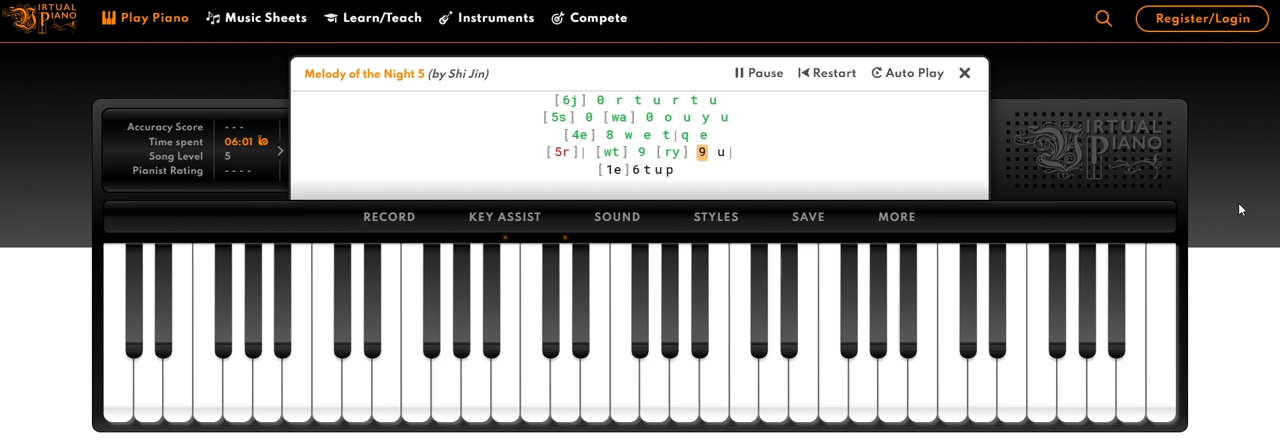 VIRTUAL PIANO
Play Piano
Music Sheets
Learn/Teach
Instruments
Compete
Register/Login
Melody of the Night 5 (by Shi Jin)
Pause
Restart
Auto Play
[6j] 0 r t u r t u
[5s] 0 [wa] 0 o u y u
[4e] 8 w e t|q e
[5r]| [wt] 9 [ry] 9 u|
[1e]6tup
Accuracy Score ---
Time spent 06:01
Song Level 5
Pianist Rating ----
VIRTUAL PIANO
RECORD
KEY ASSIST
SOUND
STYLES
SAVE
MORE